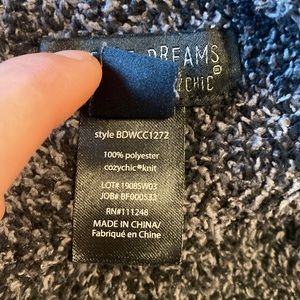 DREAMS
CHIC®
style BDWCC1272
100% polyester
cozychic® knit
LOT# 19085W03
JOB# BF000533
RN#111248
MADE IN CHINA/
Fabriqué en Chine